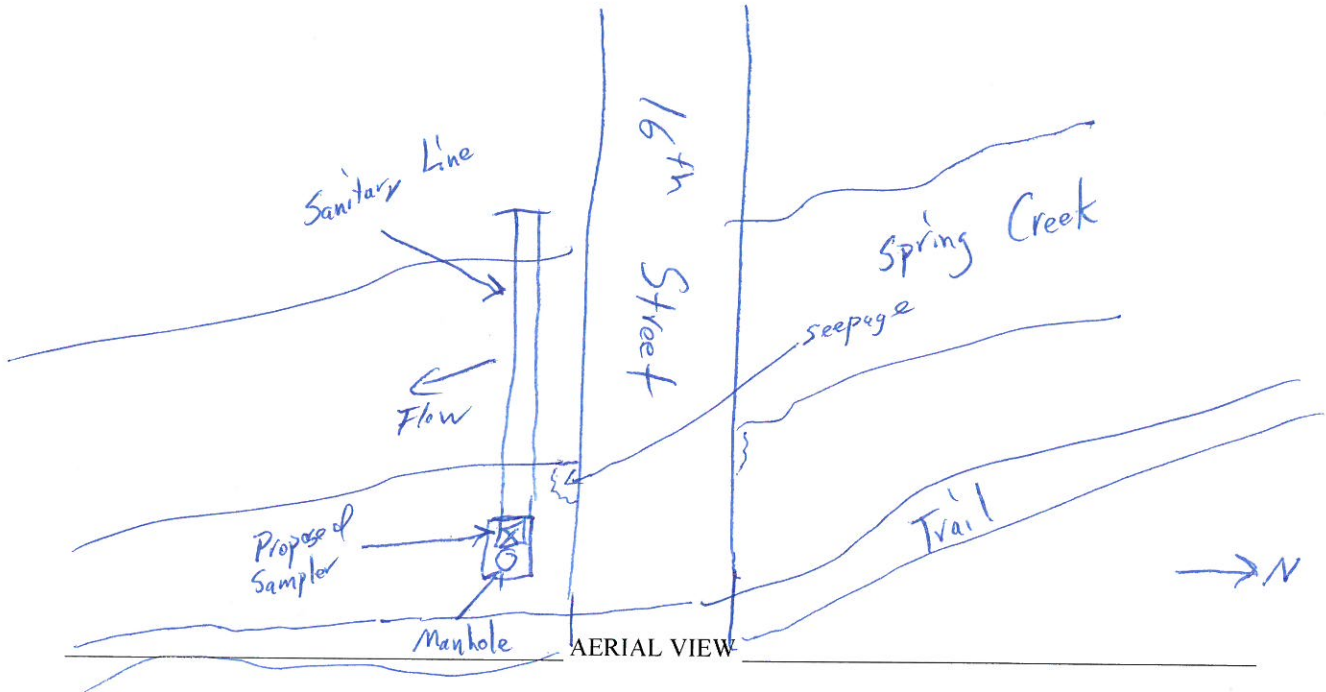 16th Street
Sanitary Line
Spring Creek
seepage
Flow
Proposed
Sampler
Trail
N
Manhole
AERIAL VIEW